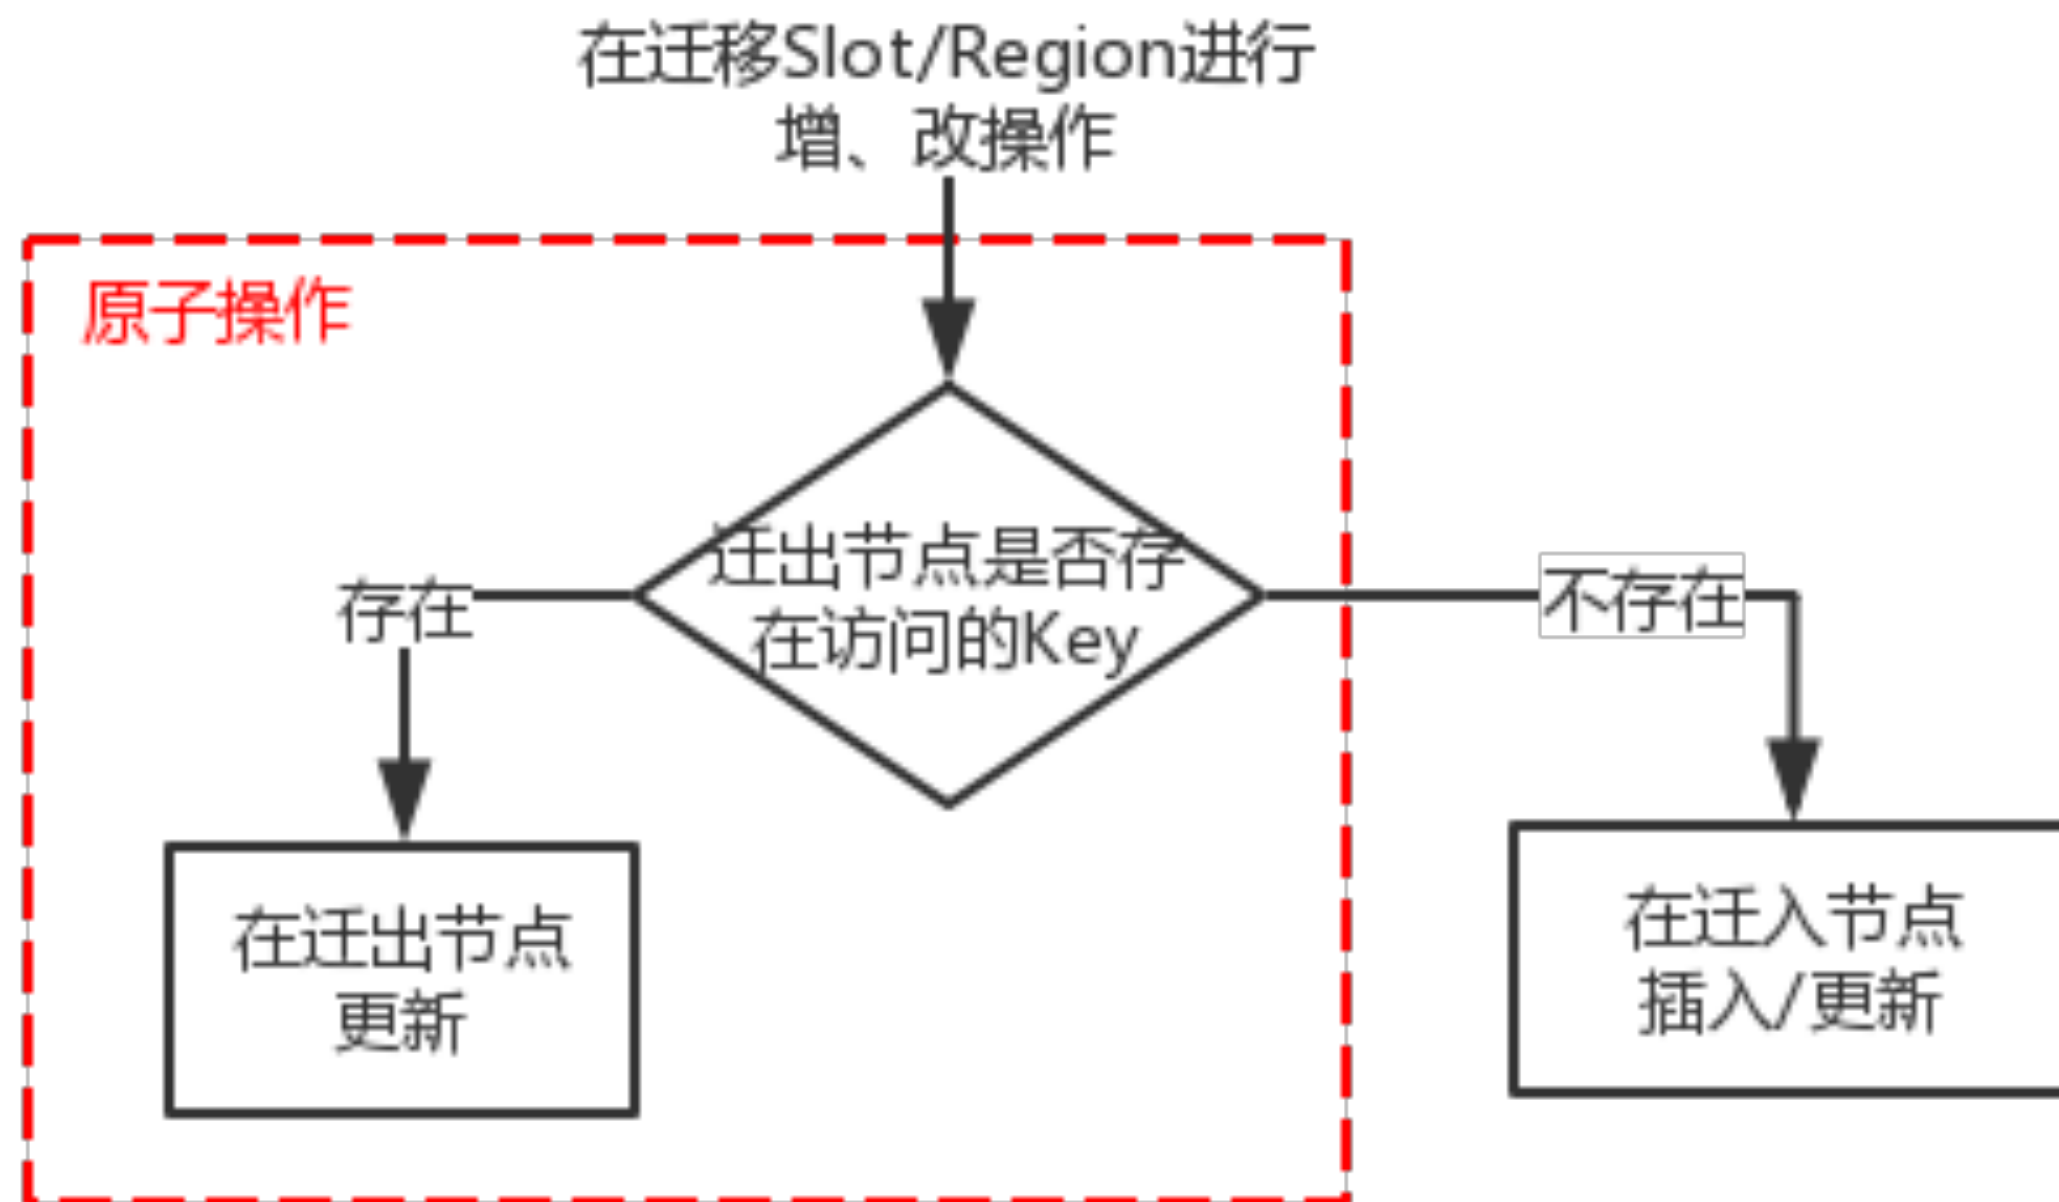 在迁移Slot/Region进行
增、改操作
原子操作
迁出节点是否存
在访问的Key
存在
不存在
在迁出节点
更新
在迁入节点
插入/更新